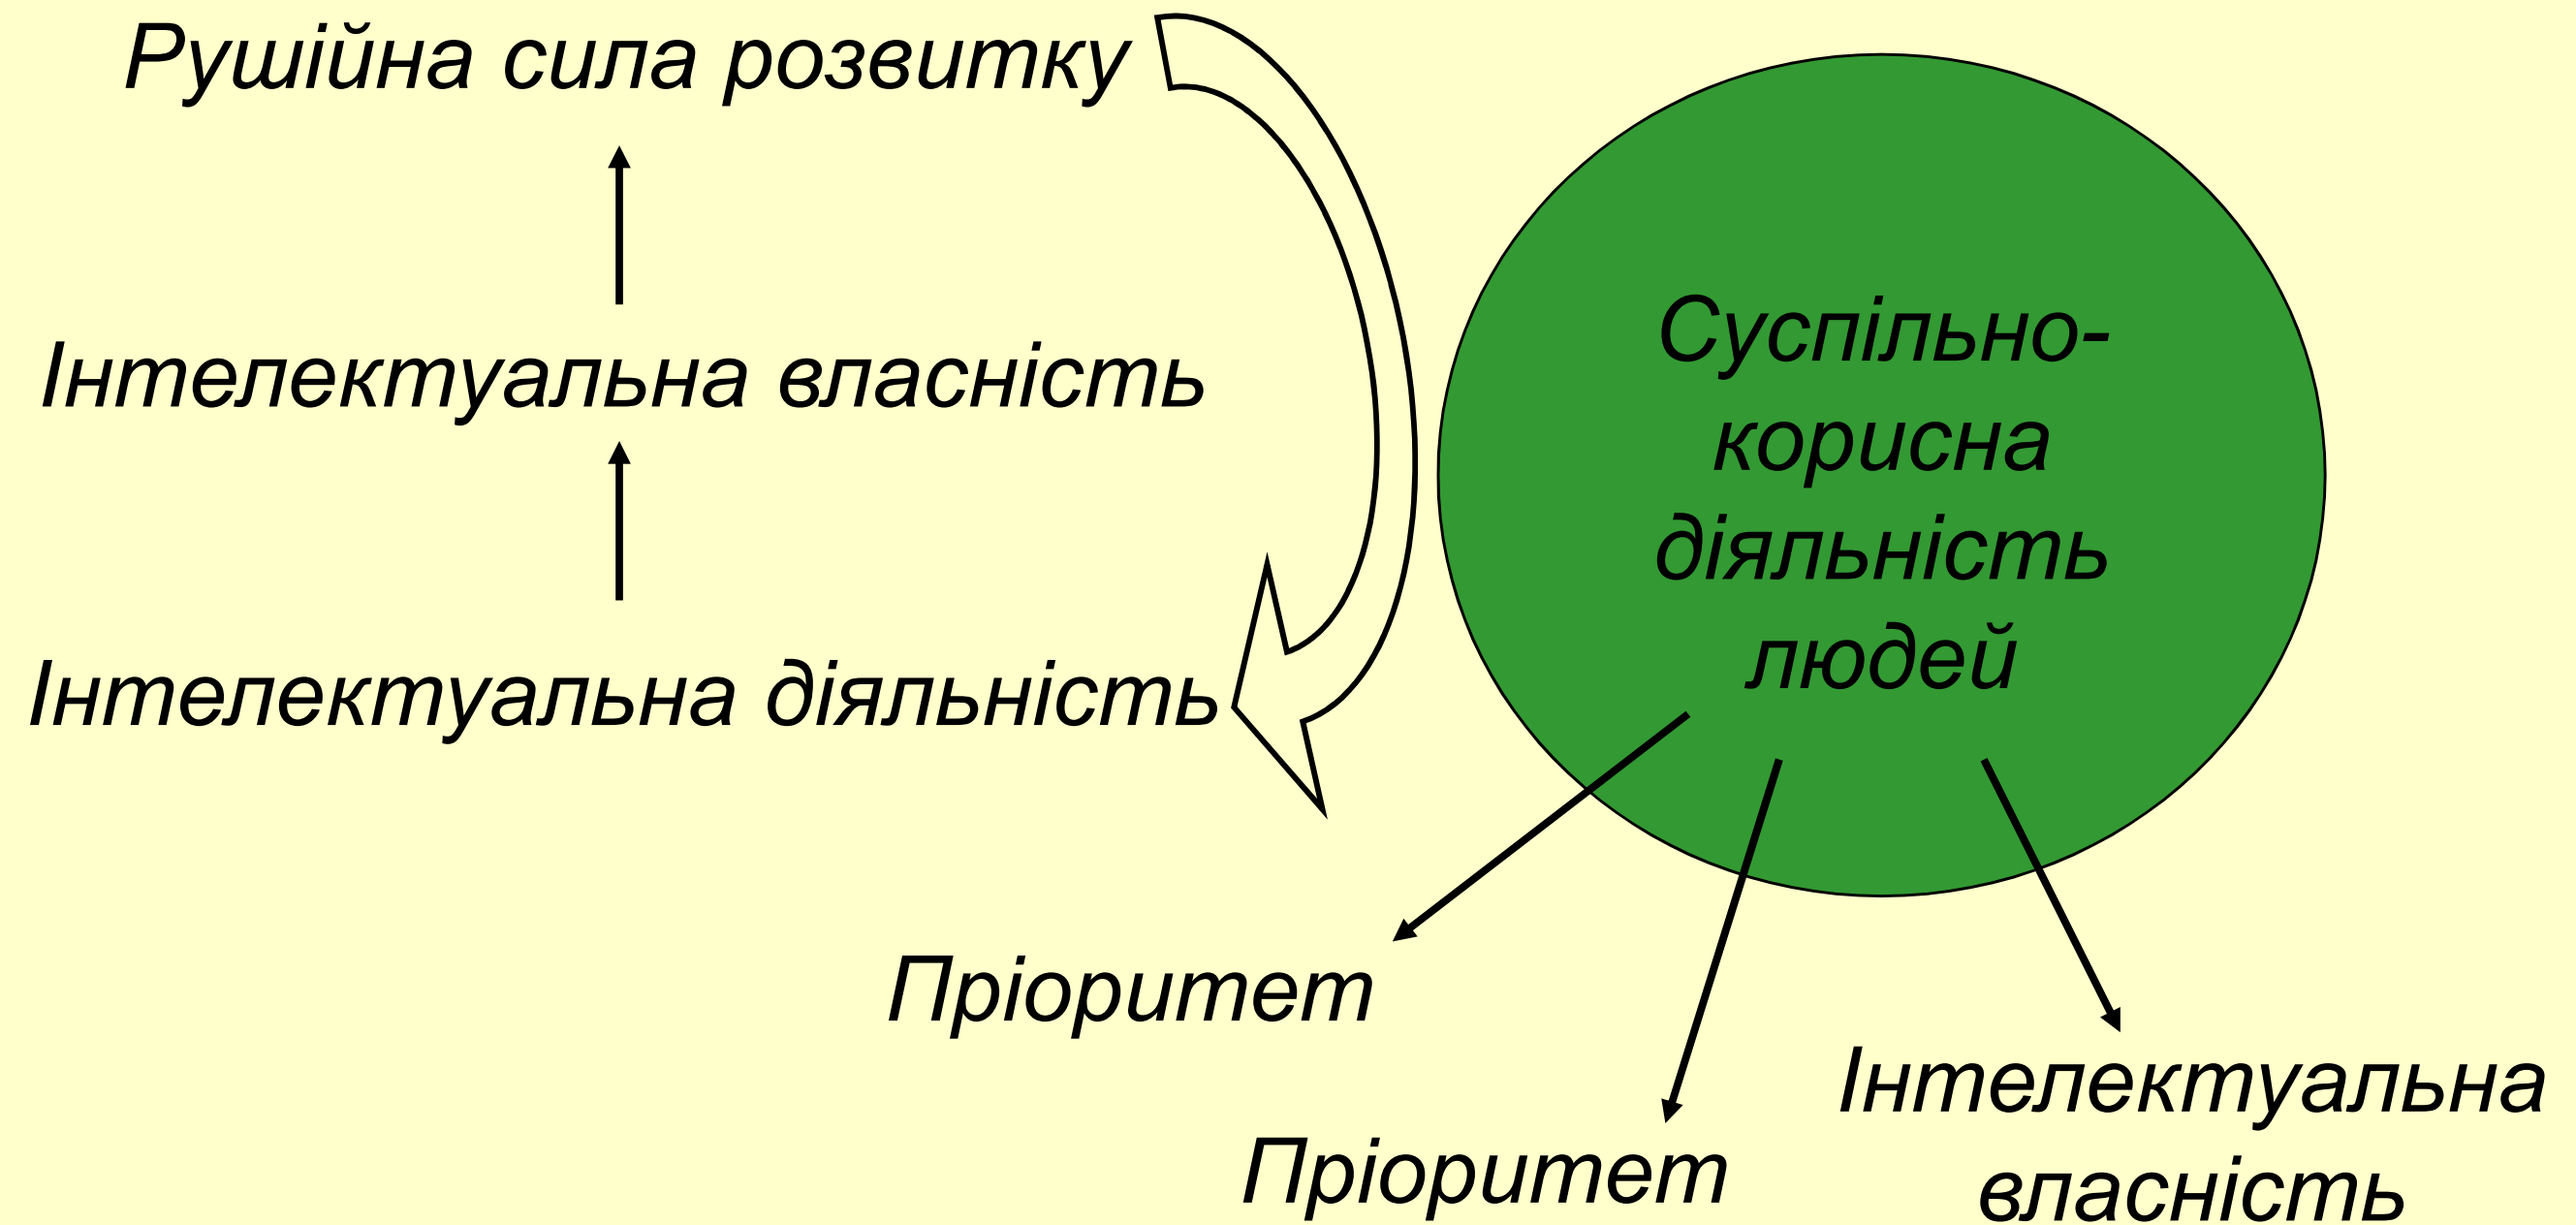 Рушійна сила розвитку
Інтелектуальна власність
Інтелектуальна діяльність
Суспільно-
корисна
діяльність
людей
Пріоритет
Пріоритет
Інтелектуальна
власність